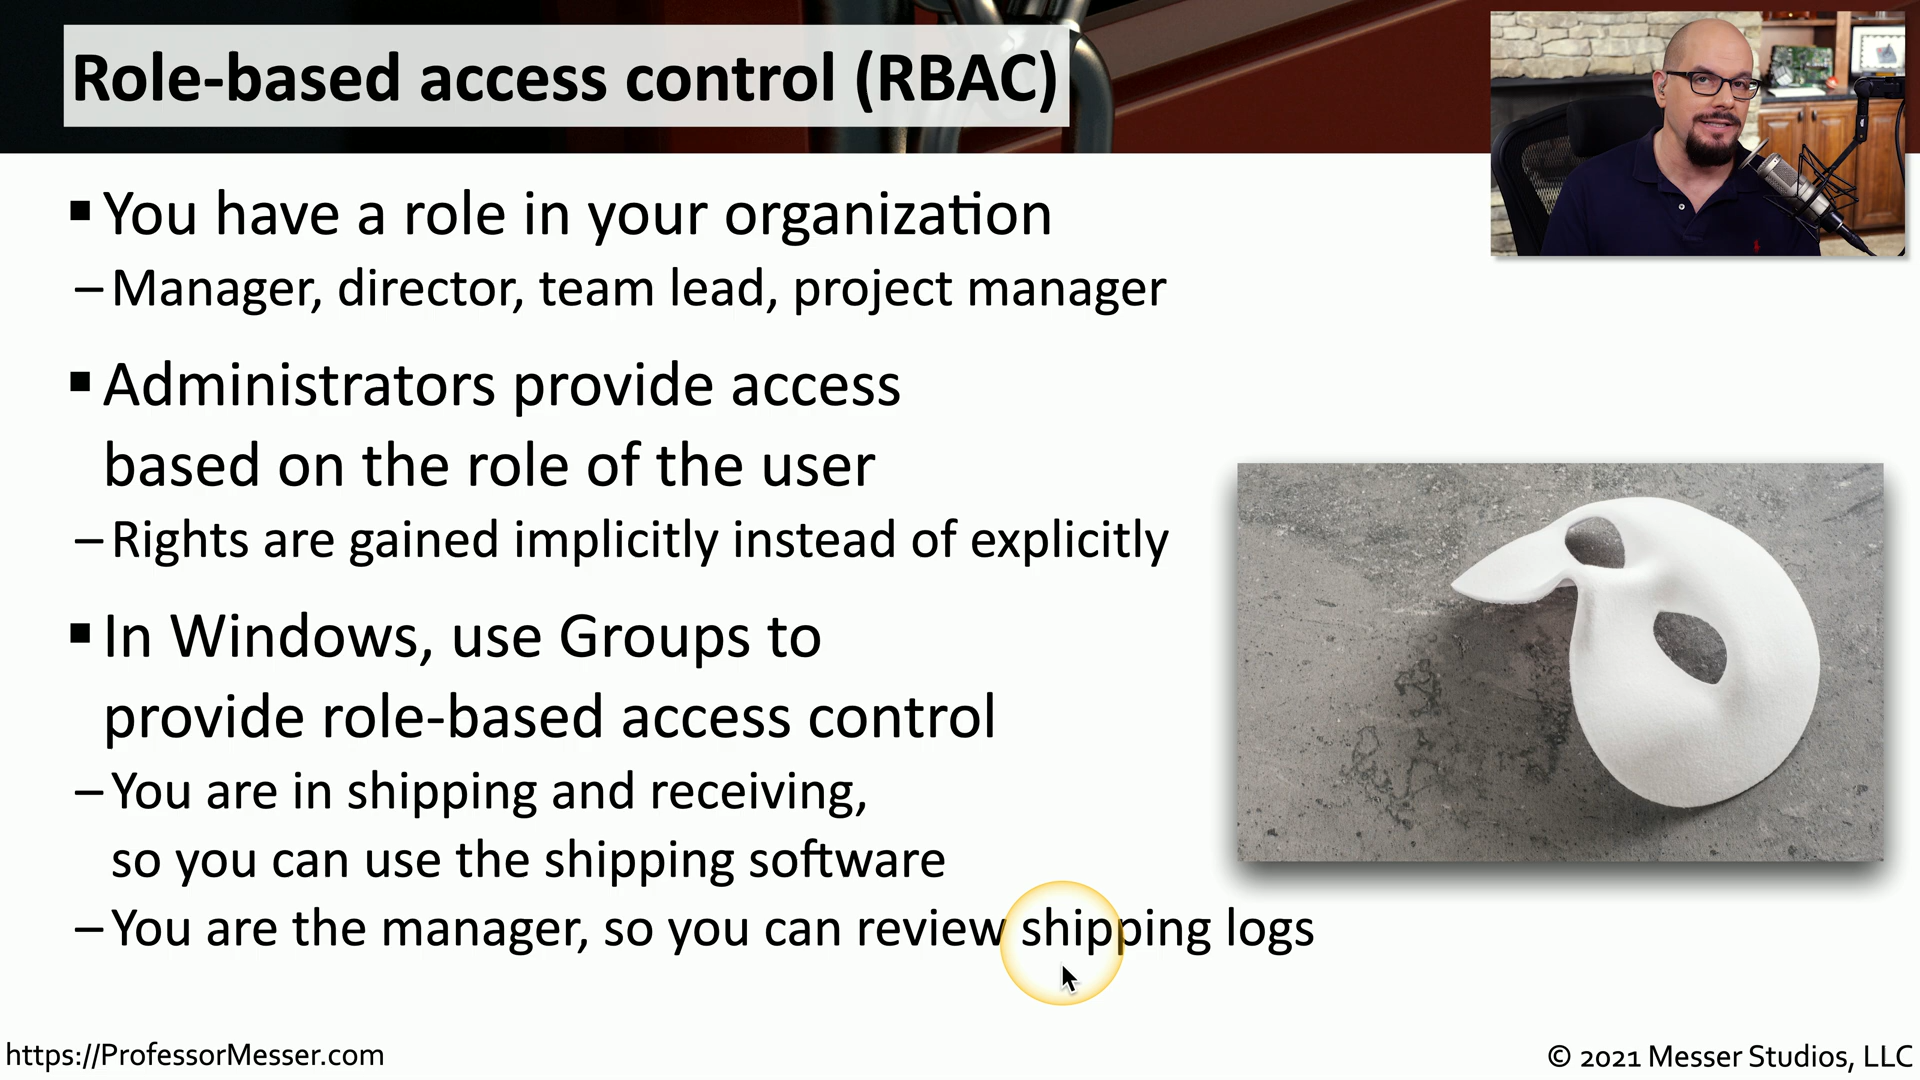 Role-based access control (RBAC)
▪ You have a role in your organization
– Manager, director, team lead, project manager
▪ Administrators provide access
based on the role of the user
– Rights are gained implicitly instead of explicitly
▪ In Windows, use Groups to
provide role-based access control
– You are in shipping and receiving,
so you can use the shipping software
– You are the manager, so you can review shipping logs
https://ProfessorMesser.com
© 2021 Messer Studios, LLC